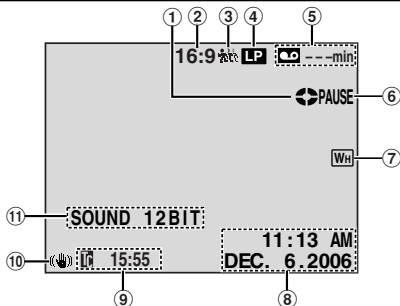 ① ② ③ ④ ⑤
16:9 LP ---min
PAUSE ⑥
WH ⑦
⑪ SOUND 12BIT
11:13 AM
DEC. 6.2006
⑩ 15:55
⑨ ⑧